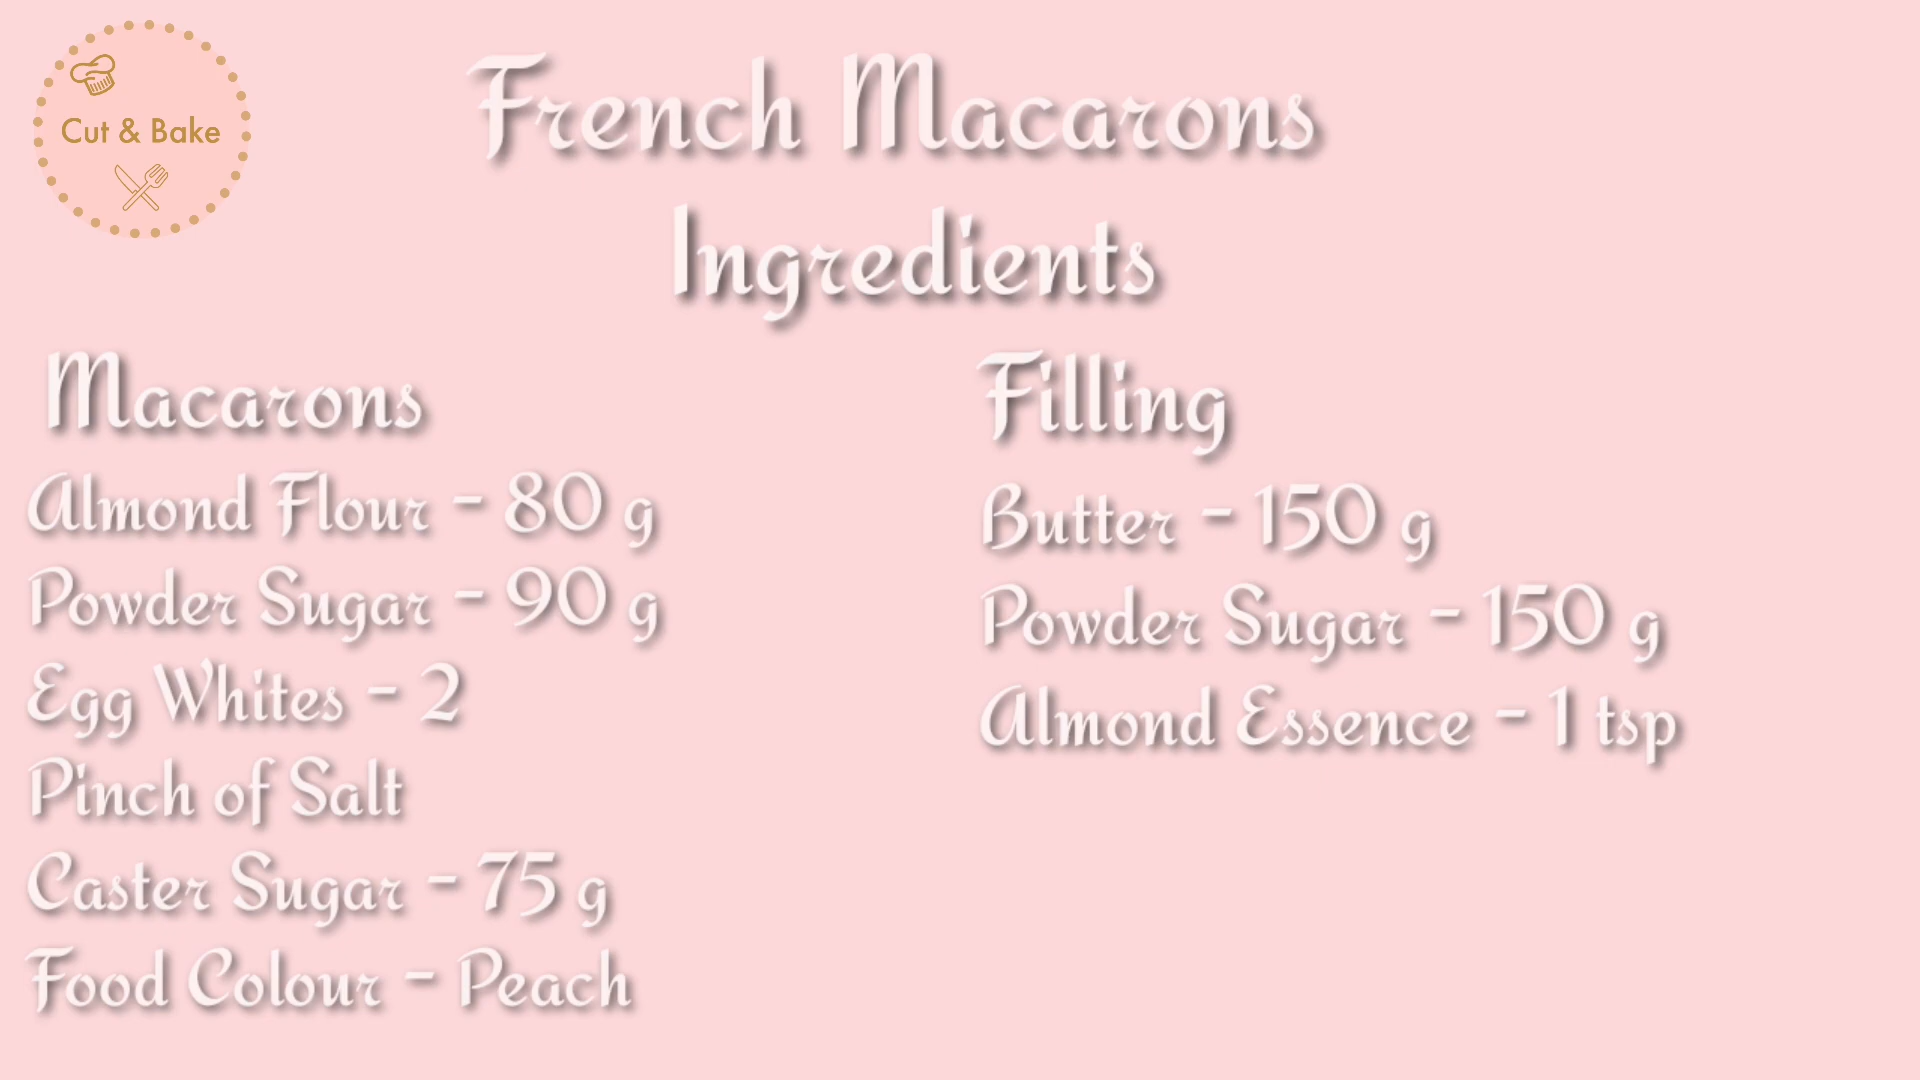 Cut & Bake
French Macarons
Ingredients
Macarons
Almond Flour - 80 g
Powder Sugar - 90 g
Egg Whites - 2
Pinch of Salt
Caster Sugar - 75 g
Food Colour - Peach
Filling
Butter - 150 g
Powder Sugar - 150 g
Almond Essence - 1 tsp